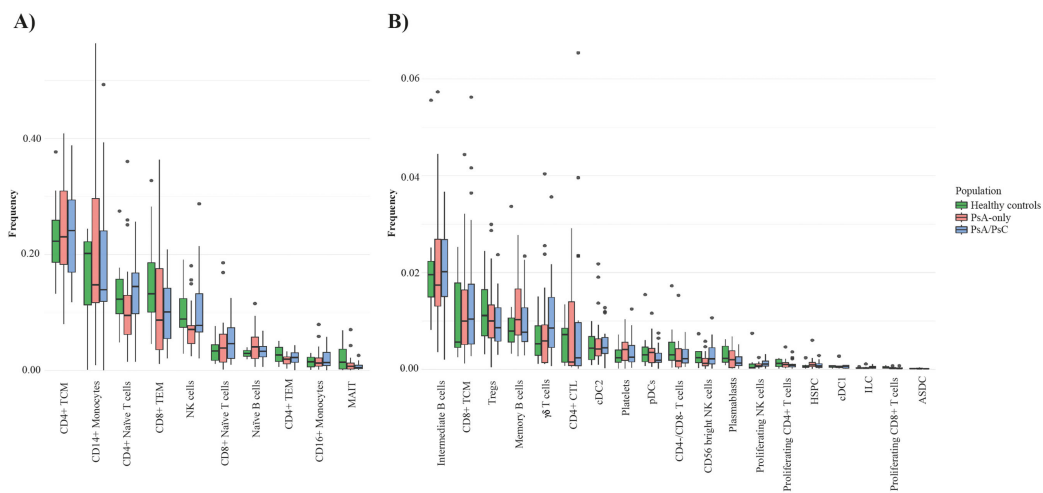 A)
B)
Frequency
0.40
0.20
0.00
CD4+ TCM
CD14+ Monocytes
CD4+ Naïve T cells
CD8+ TEM
NK cells
CD8+ Naïve T cells
Naïve B cells
CD4+ TEM
CD16+ Monocytes
MAIT
Frequency
0.06
0.04
0.02
0.00
Intermediate B cells
CD8+ TCM
Tregs
Memory B cells
γδ T cells
CD4+ CTL
cDC2
Platelets
pDCs
CD4-/CD8- T cells
CD56 bright NK cells
Plasmablasts
Proliferating NK cells
Proliferating CD4+ T cells
HSPC
cDC1
ILC
Proliferating CD8+ T cells
ASDC
Population
Healthy controls
PsA-only
PsA/PsC